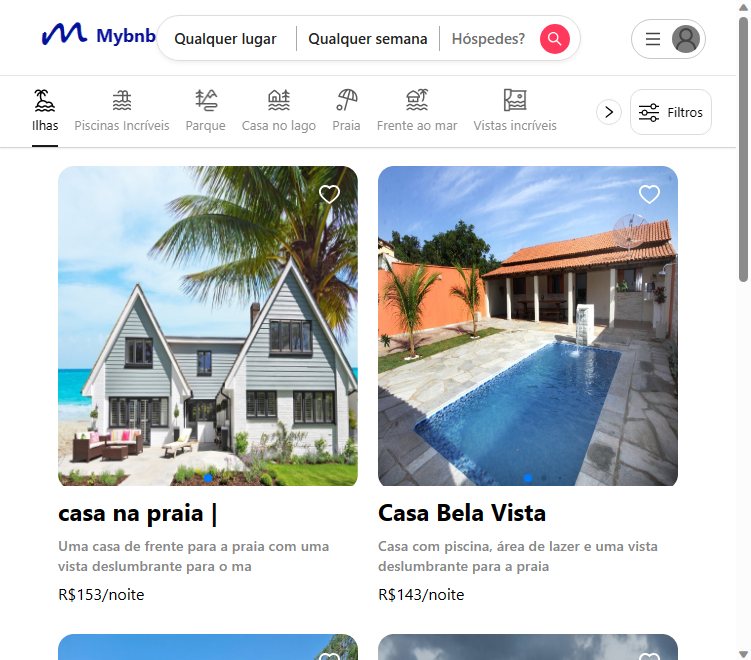 Mybnb
Qualquer lugar
Qualquer semana
Hóspedes?
Ilhas
Piscinas Incríveis
Parque
Casa no lago
Praia
Frente ao mar
Vistas incríveis
Filtros
casa na praia |
Uma casa de frente para a praia com uma
vista deslumbrante para o ma
R$153/noite
Casa Bela Vista
Casa com piscina, área de lazer e uma vista
deslumbrante para a praia
R$143/noite